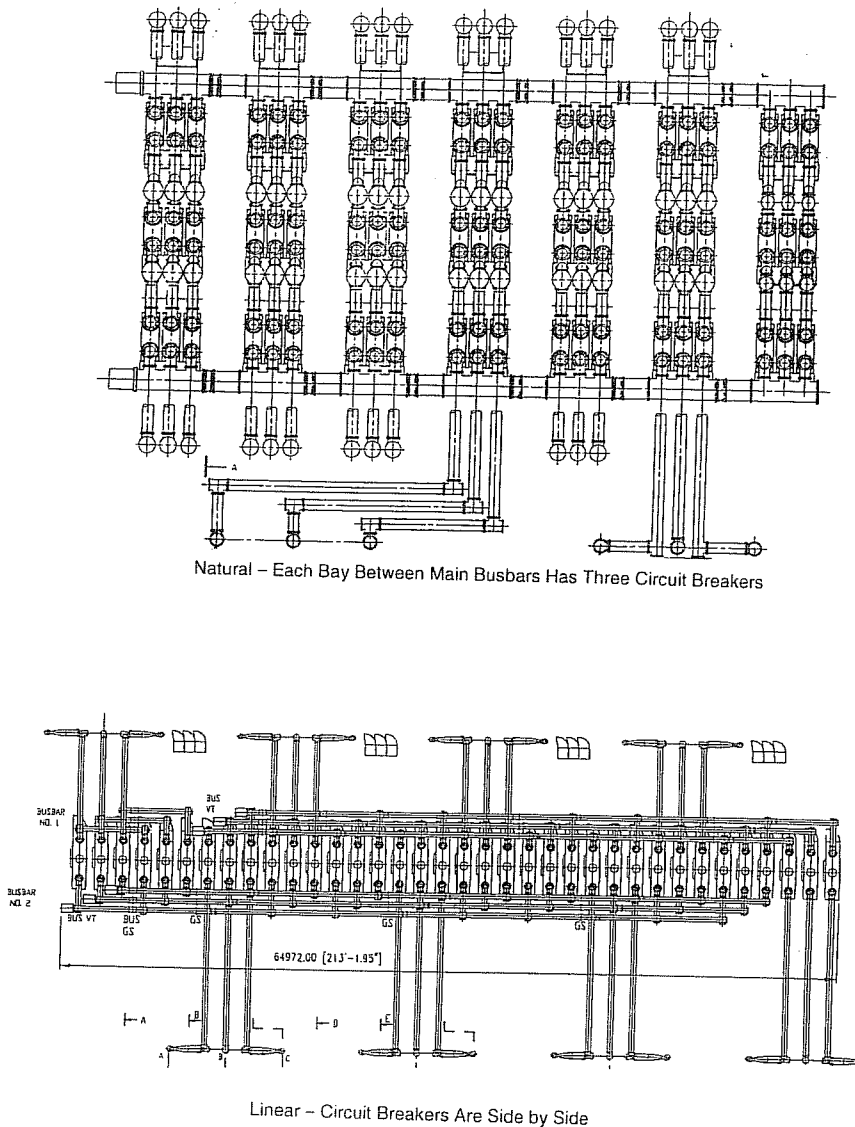 A
Natural – Each Bay Between Main Busbars Has Three Circuit Breakers
BUS
VT
BUSBAR
NO. 1
BUSBAR
NO. 2
BUS VT
BUS
GS
GS
GS
GS
64972.00 [213'-1.95"]
A
B
D
E
A
B
C
Linear – Circuit Breakers Are Side by Side